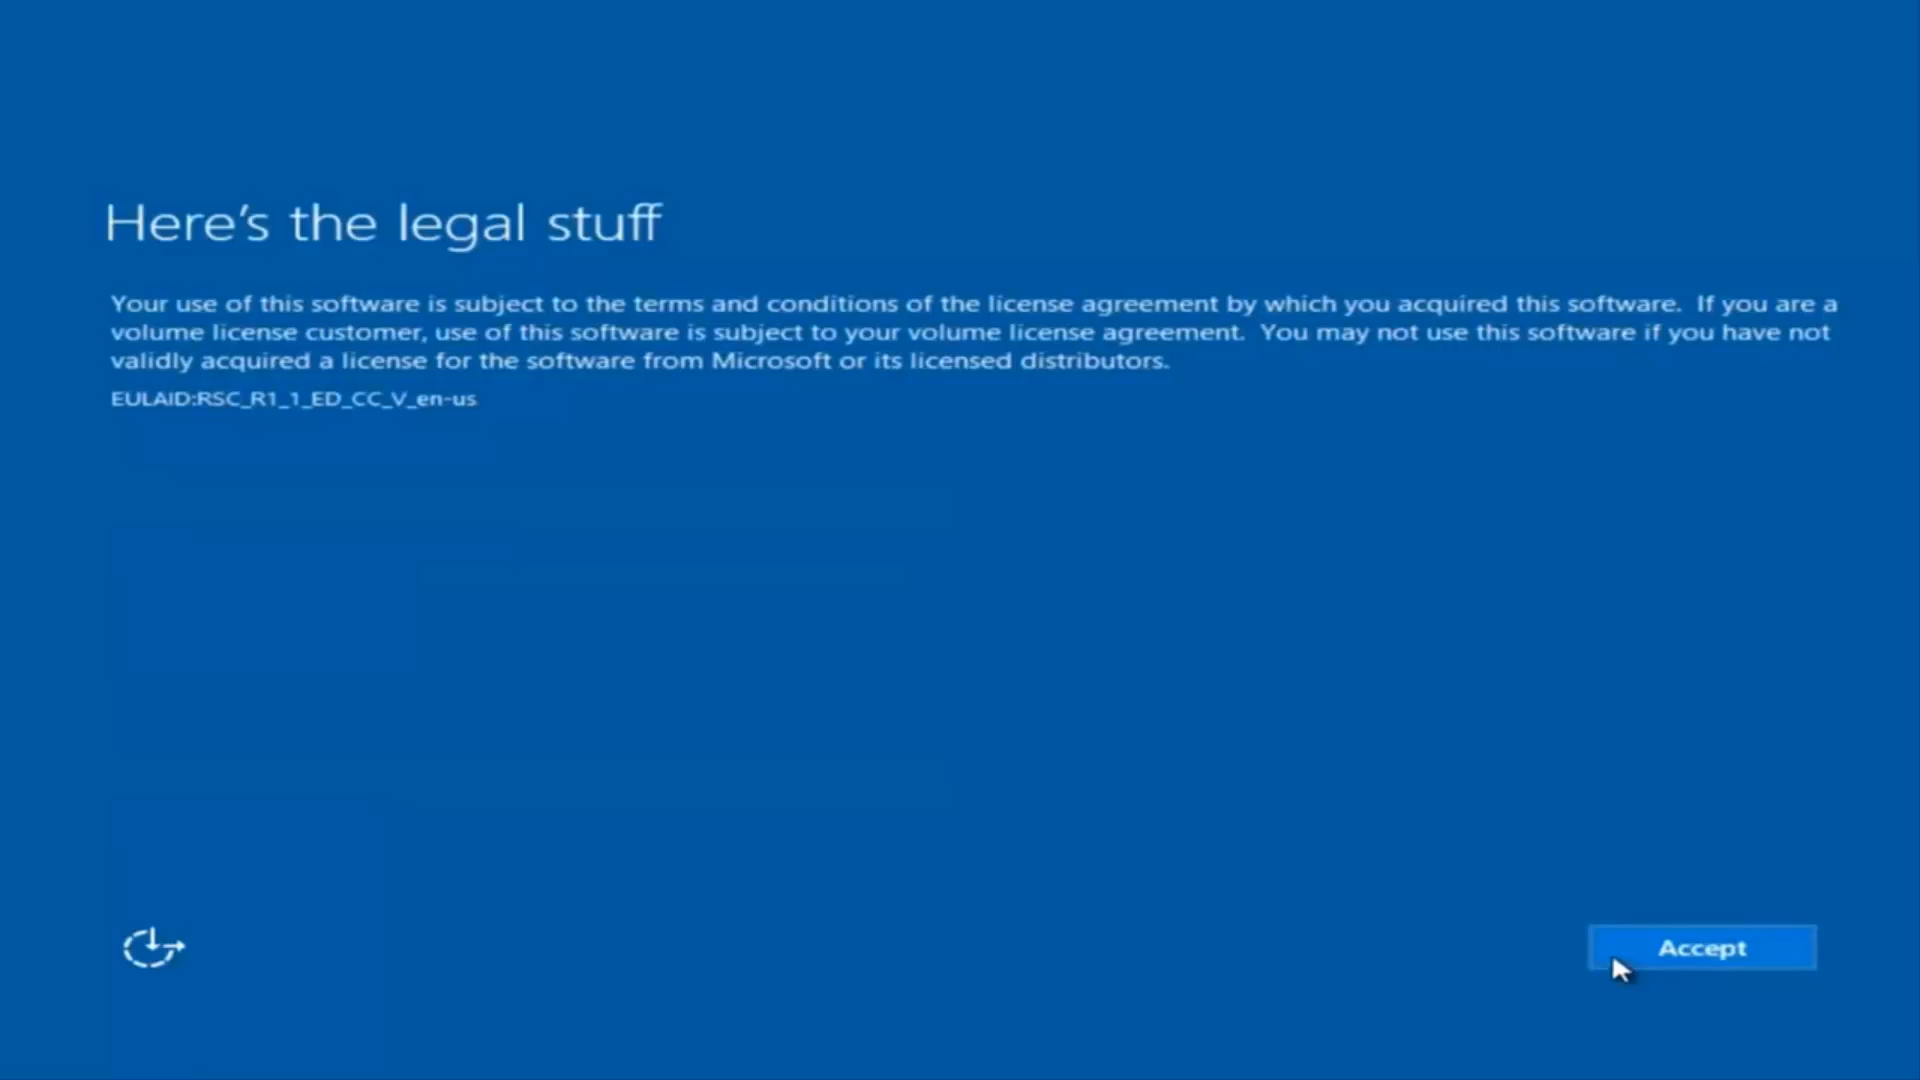 Here's the legal stuff
Your use of this software is subject to the terms and conditions of the license agreement by which you acquired this software.  If you are a
volume license customer, use of this software is subject to your volume license agreement.  You may not use this software if you have not
validly acquired a license for the software from Microsoft or its licensed distributors.
EULAID:RSC_R1_1_ED_CC_V_en-us
Accept